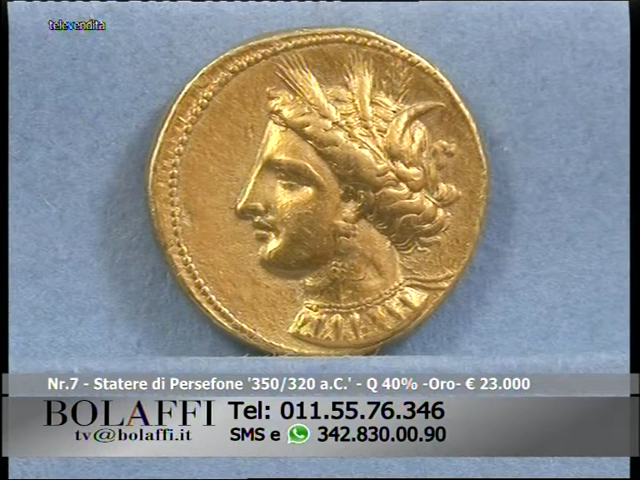 televendita
Nr.7 - Statere di Persefone '350/320 a.C.' - Q 40% -Oro- € 23.000
BOLAFFI
tv@bolaffi.it
Tel: 011.55.76.346
SMS e 342.830.00.90